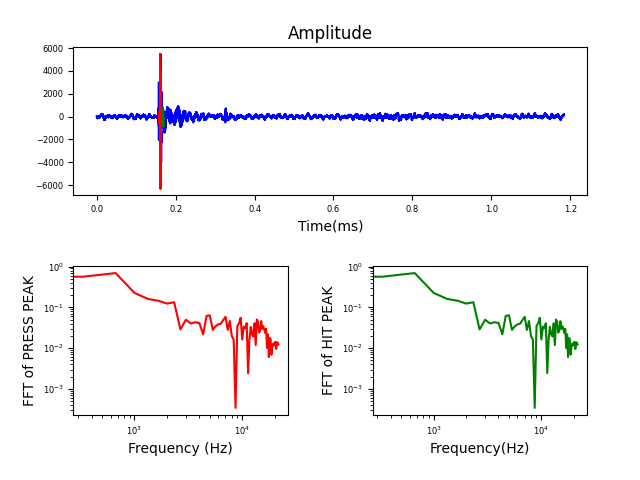 Amplitude
6000
4000
2000
0
−2000
−4000
−6000
0.0 0.2 0.4 0.6 0.8 1.0 1.2
Time(ms)
FFT of PRESS PEAK
10⁰
10⁻¹
10⁻²
10⁻³
10³ 10⁴
Frequency (Hz)
FFT of HIT PEAK
10⁰
10⁻¹
10⁻²
10⁻³
10³ 10⁴
Frequency(Hz)